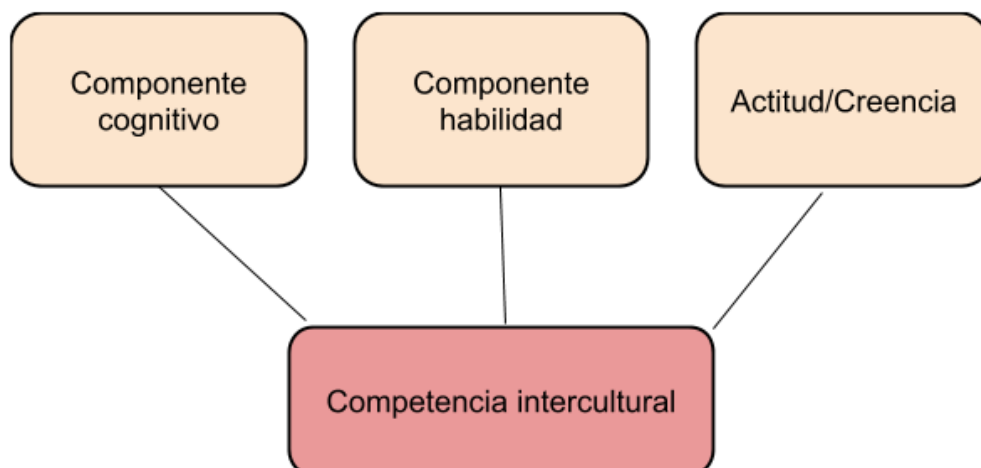 Componente
cognitivo
Componente
habilidad
Actitud/Creencia
Competencia intercultural